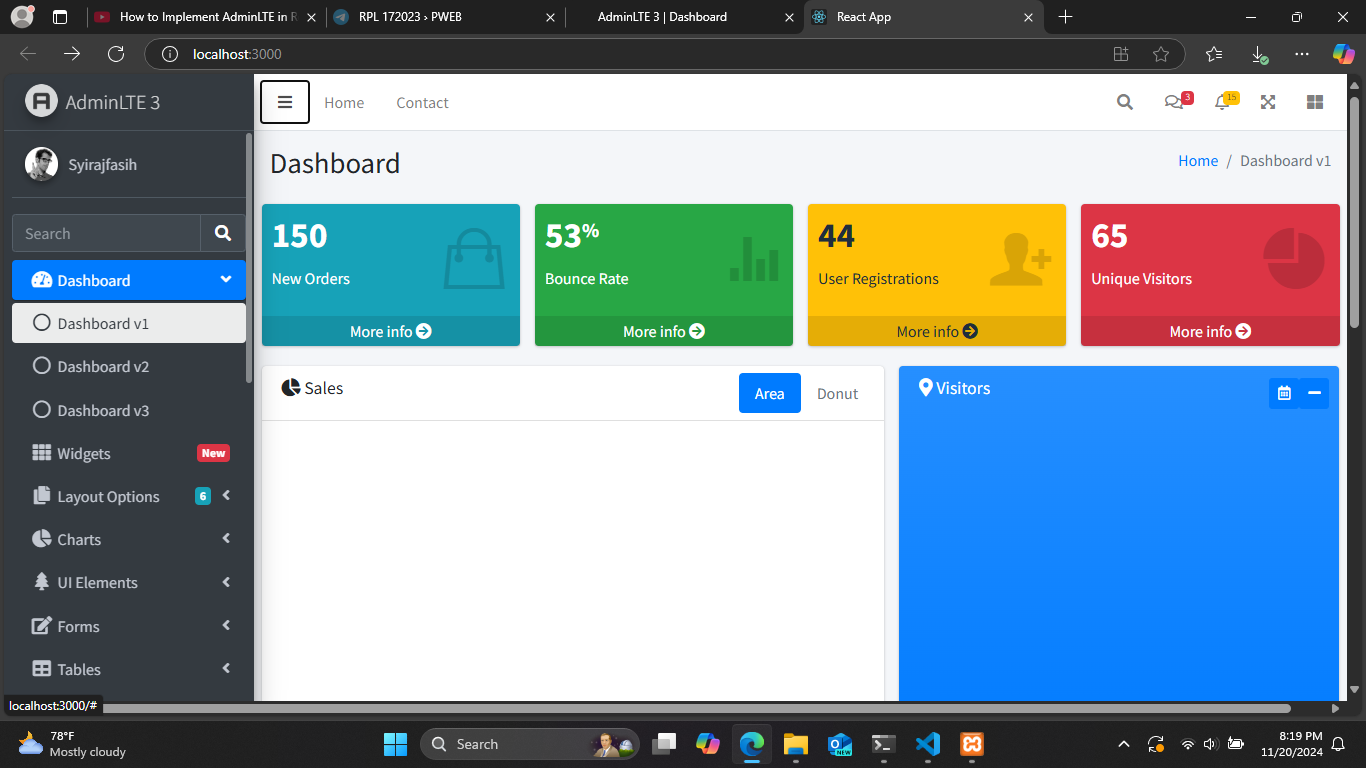 How to Implement AdminLTE in R
RPL 172023 › PWEB
AdminLTE 3 | Dashboard
React App
localhost:3000
AdminLTE 3
Home
Contact
3
15
Syirajfasih
Dashboard
Home / Dashboard v1
Search
150
New Orders
More info
53%
Bounce Rate
More info
44
User Registrations
More info
65
Unique Visitors
More info
Dashboard
Dashboard v1
Dashboard v2
Dashboard v3
Widgets New
Layout Options 6
Charts
UI Elements
Forms
Tables
Sales
Area
Donut
Visitors
localhost:3000/#
78°F
Mostly cloudy
Search
NEW
8:19 PM
11/20/2024